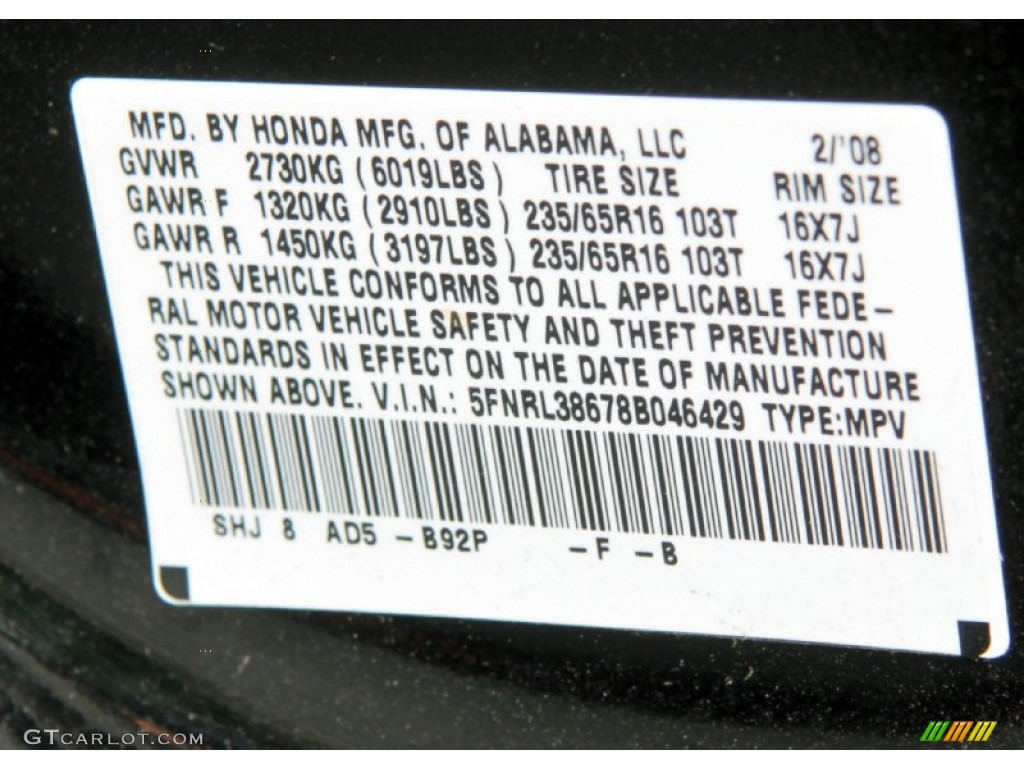 MFD. BY HONDA MFG. OF ALABAMA, LLC 2/'08
GVWR 2730KG (6019LBS) TIRE SIZE RIM SIZE
GAWR F 1320KG (2910LBS) 235/65R16 103T 16X7J
GAWR R 1450KG (3197LBS) 235/65R16 103T 16X7J
THIS VEHICLE CONFORMS TO ALL APPLICABLE FEDE-
RAL MOTOR VEHICLE SAFETY AND THEFT PREVENTION
STANDARDS IN EFFECT ON THE DATE OF MANUFACTURE
SHOWN ABOVE. V.I.N.: 5FNRL38678B046429 TYPE:MPV
SHJ 8 AD5 -B92P -F -B
GTCARLOT.COM